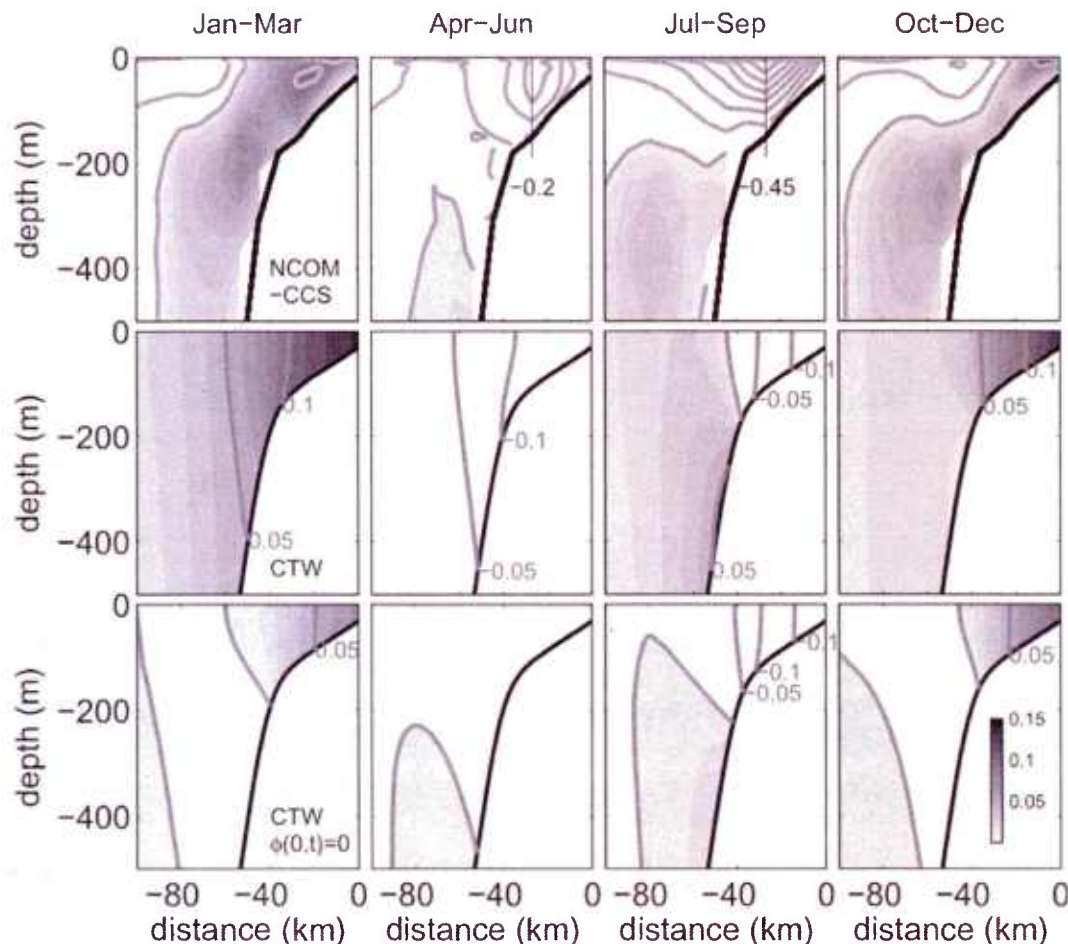 Jan−Mar Apr−Jun Jul−Sep Oct−Dec
0
−200
−400
depth (m)
NCOM
−CCS
−0.2
−0.45
0
−200
−400
depth (m)
0.1
0.05
CTW
−0.1
−0.05
−0.1
−0.05
0.05
0.1
0.05
0
−200
−400
depth (m)
0.05
CTW
ϕ(0,t)=0
−0.1
−0.1
−0.05
0.05
0.15
0.1
0.05
−80 −40 0 −80 −40 0 −80 −40 0 −80 −40 0
distance (km) distance (km) distance (km) distance (km)